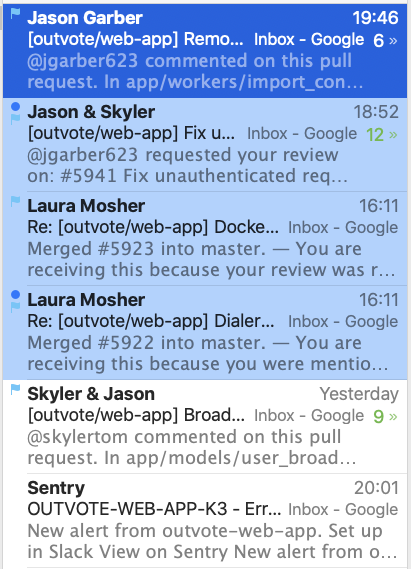 Jason Garber 19:46
[outvote/web-app] Remo... Inbox - Google 6 »
@jgarber623 commented on this pull
request. In app/workers/import_con...
Jason & Skyler 18:52
[outvote/web-app] Fix u... Inbox - Google 12 »
@jgarber623 requested your review
on: #5941 Fix unauthenticated req...
Laura Mosher 16:11
Re: [outvote/web-app] Docke... Inbox - Google
Merged #5923 into master. — You are
receiving this because your review was r...
Laura Mosher 16:11
Re: [outvote/web-app] Dialer... Inbox - Google
Merged #5922 into master. — You are
receiving this because you were mentio...
Skyler & Jason Yesterday
[outvote/web-app] Broad... Inbox - Google 9 »
@skylertom commented on this pull
request. In app/models/user_broad...
Sentry 20:01
OUTVOTE-WEB-APP-K3 - Err... Inbox - Google
New alert from outvote-web-app. Set up
in Slack View on Sentry New alert from o...